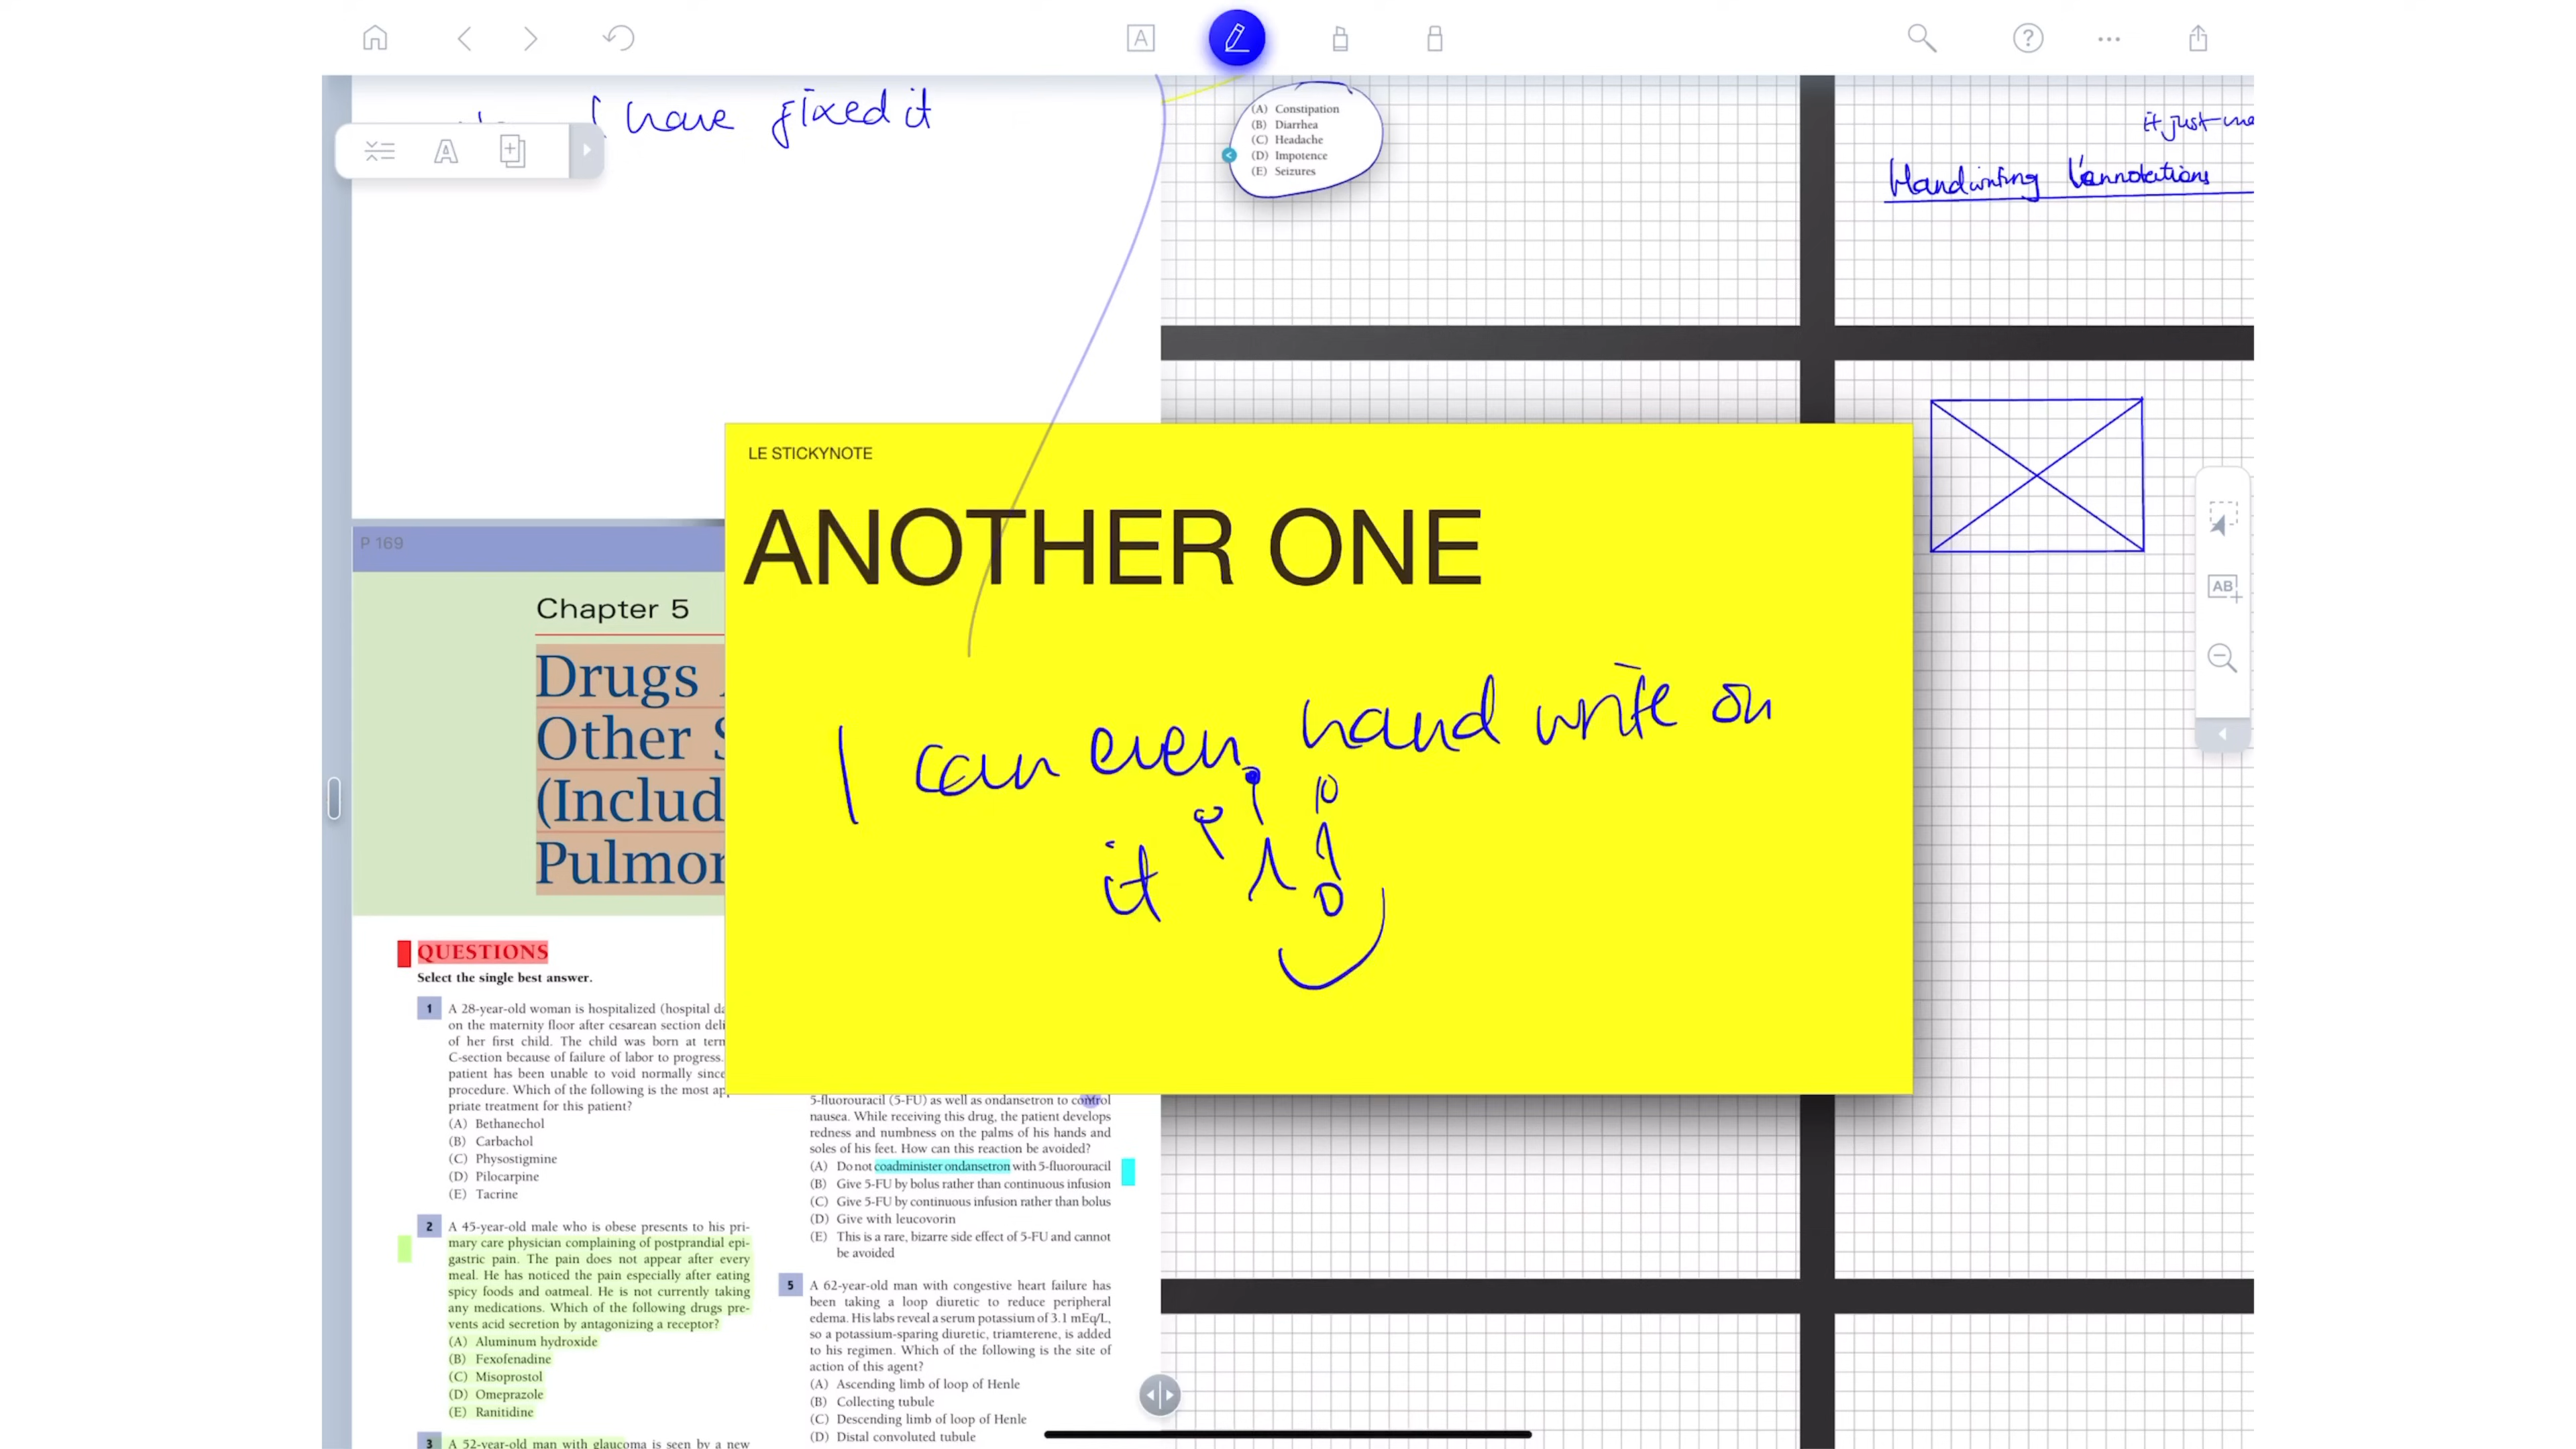 I have fixed it
(A) Constipation
(B) Diarrhea
(C) Headache
(D) Impotence
(E) Seizures
it just
Handwriting annotations
LE STICKYNOTE
ANOTHER ONE
I can even hand write on
it
P 169
Chapter 5
Drugs
Other
(Includ
Pulmon
QUESTIONS
Select the single best answer.
1 A 28-year-old woman is hospitalized (hospital da
on the maternity floor after cesarean section deli
of her first child. The child was born at term
C-section because of failure of labor to progress.
patient has been unable to void normally since
procedure. Which of the following is the most ap
priate treatment for this patient?
(A) Bethanechol
(B) Carbachol
(C) Physostigmine
(D) Pilocarpine
(E) Tacrine
2 A 45-year-old male who is obese presents to his pri-
mary care physician complaining of postprandial epi-
gastric pain. The pain does not appear after every
meal. He has noticed the pain especially after eating
spicy foods and oatmeal. He is not currently taking
any medications. Which of the following drugs pre-
vents acid secretion by antagonizing a receptor?
(A) Aluminum hydroxide
(B) Fexofenadine
(C) Misoprostol
(D) Omeprazole
(E) Ranitidine
3 A 52-year-old man with glaucoma is seen by a new
5-fluorouracil (5-FU) as well as ondansetron to control
nausea. While receiving this drug, the patient develops
redness and numbness on the palms of his hands and
soles of his feet. How can this reaction be avoided?
(A) Do not coadminister ondansetron with 5-fluorouracil
(B) Give 5-FU by bolus rather than continuous infusion
(C) Give 5-FU by continuous infusion rather than bolus
(D) Give with leucovorin
(E) This is a rare, bizarre side effect of 5-FU and cannot
be avoided
5 A 62-year-old man with congestive heart failure has
been taking a loop diuretic to reduce peripheral
edema. His labs reveal a serum potassium of 3.1 mEq/L,
so a potassium-sparing diuretic, triamterene, is added
to his regimen. Which of the following is the site of
action of this agent?
(A) Ascending limb of loop of Henle
(B) Collecting tubule
(C) Descending limb of loop of Henle
(D) Distal convoluted tubule